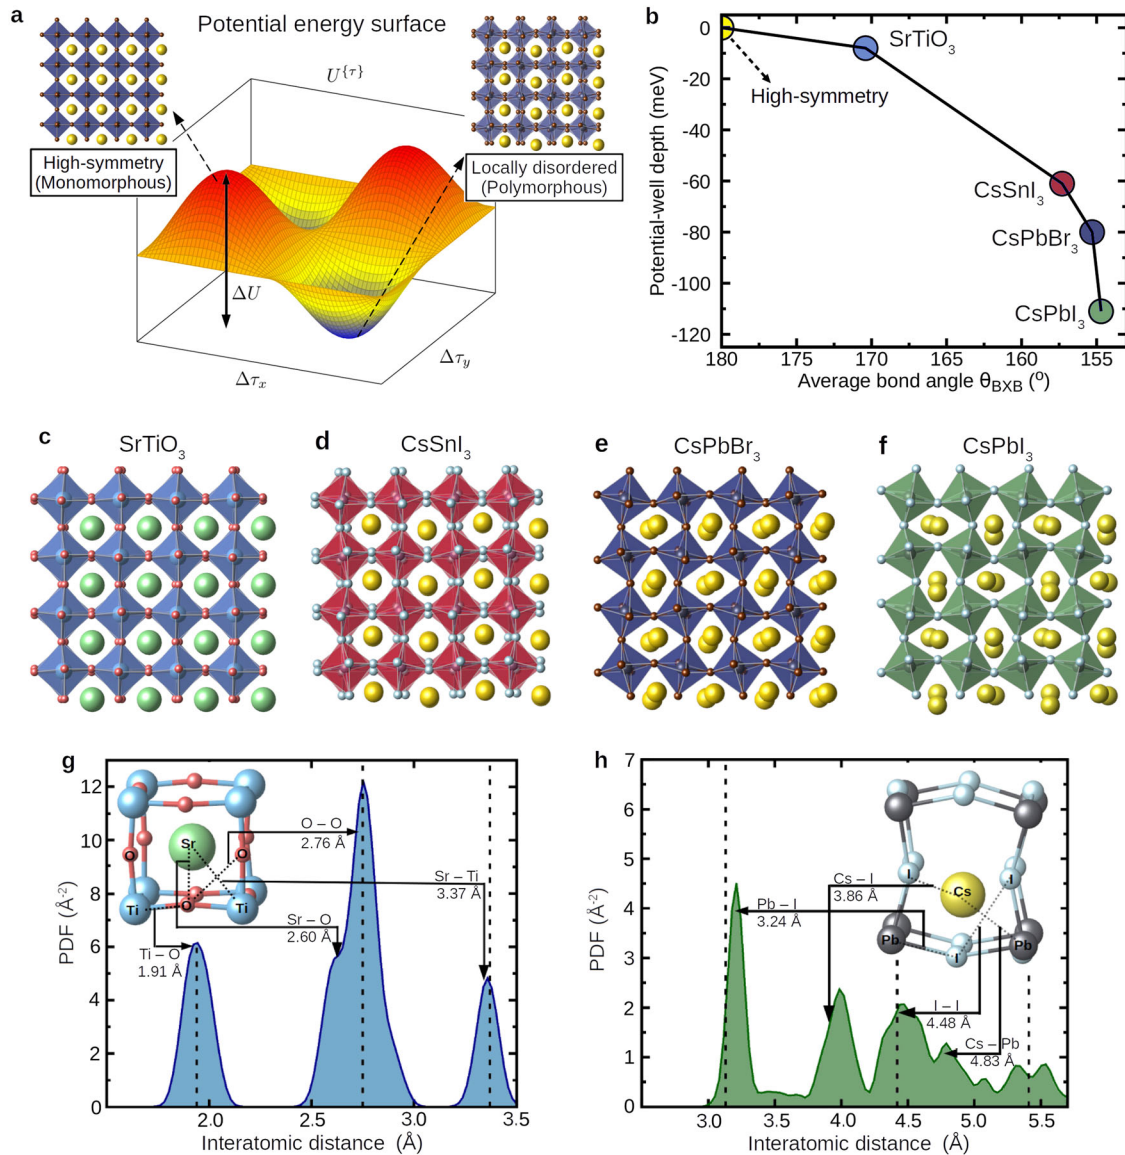 a
Potential energy surface
U{τ}
High-symmetry
(Monomorphous)
Locally disordered
(Polymorphous)
ΔU
Δτx
Δτy
b
Potential-well depth (meV)
0
-20
-40
-60
-80
-100
-120
SrTiO3
High-symmetry
CsSnI3
CsPbBr3
CsPbI3
180 175 170 165 160 155
Average bond angle θBXB (º)
c
SrTiO3
d
CsSnI3
e
CsPbBr3
f
CsPbI3
g
PDF (Å-2)
12
10
8
6
4
2
0
Sr
O
O
Ti
O
Ti
O – O
2.76 Å
Sr – Ti
3.37 Å
Sr – O
2.60 Å
Ti – O
1.91 Å
2.0 2.5 3.0 3.5
Interatomic distance (Å)
h
PDF (Å-2)
7
6
5
4
3
2
1
0
I
I
Cs
Pb
I
Pb
Cs – I
3.86 Å
Pb – I
3.24 Å
I – I
4.48 Å
Cs – Pb
4.83 Å
3.0 3.5 4.0 4.5 5.0 5.5
Interatomic distance (Å)